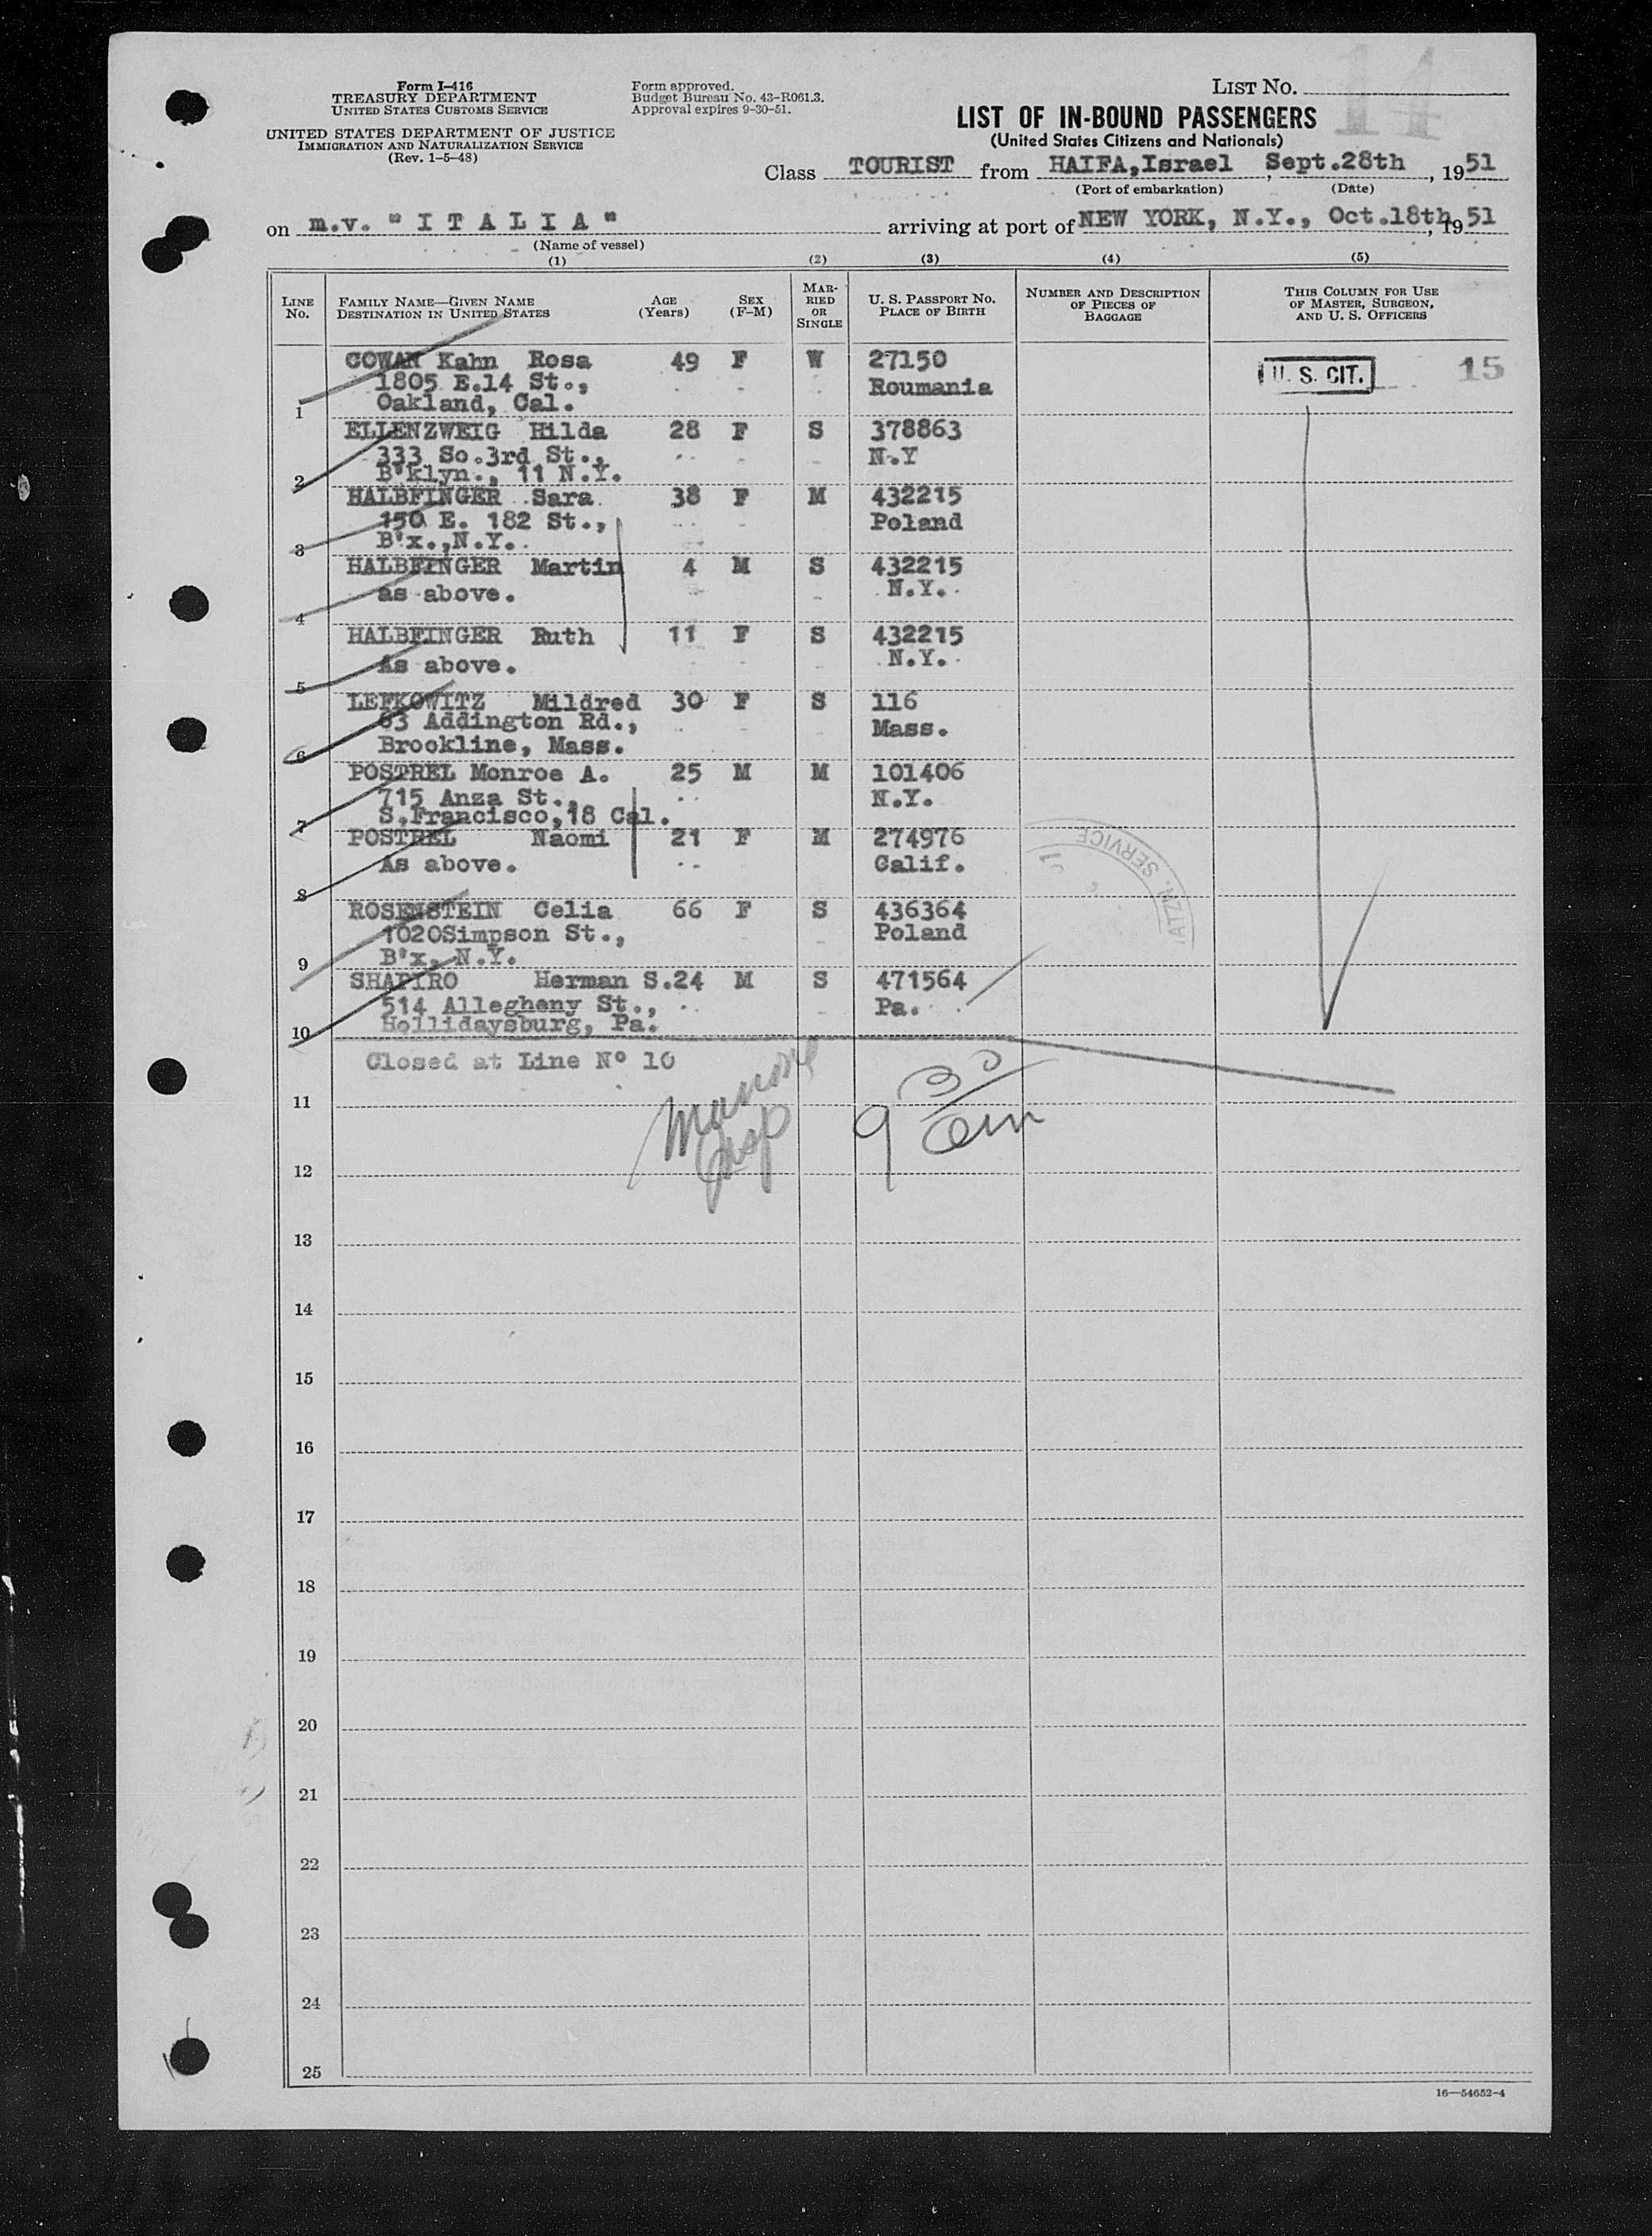 Form I-416
TREASURY DEPARTMENT
UNITED STATES CUSTOMS SERVICE
UNITED STATES DEPARTMENT OF JUSTICE
IMMIGRATION AND NATURALIZATION SERVICE
(Rev. 1-5-48)
Form approved.
Budget Bureau No. 43-R061.3.
Approval expires 9-30-51.
LIST No. 14
LIST OF IN-BOUND PASSENGERS
(United States Citizens and Nationals)
Class TOURIST from HAIFA, Israel, Sept.28th, 1951
(Port of embarkation) (Date)
on m.v. "I T A L I A" arriving at port of NEW YORK, N.Y., Oct.18th, 1951
(Name of vessel)
(1) (2) (3) (4) (5)
LINE No. FAMILY NAME—GIVEN NAME DESTINATION IN UNITED STATES AGE (Years) SEX (F-M) MARRIED OR SINGLE U. S. PASSPORT No. PLACE OF BIRTH NUMBER AND DESCRIPTION OF PIECES OF BAGGAGE THIS COLUMN FOR USE OF MASTER, SURGEON, AND U. S. OFFICERS
COWAN Kahn Rosa 49 F W 27150 U. S. CIT. 15
1805 E.14 St., Roumania
1 Oakland, Cal.
ELLENZWEIG Hilda 28 F S 378863
333 So.3rd St., N.Y
2 B'klyn., 11 N.Y.
HALBFINGER Sara 38 F M 432215
150 E. 182 St., Poland
3 B'x.,N.Y.
HALBFINGER Martin 4 M S 432215
as above. N.Y.
4
HALBFINGER Ruth 11 F S 432215
As above. N.Y.
5
LEFKOWITZ Mildred 30 F S 116
83 Addington Rd., Mass.
6 Brookline, Mass.
POSTREL Monroe A. 25 M M 101406
715 Anza St., N.Y.
7 S.Francisco,18 Cal.
POSTREL Naomi 21 F M 274976
As above. Calif.
8
ROSENSTEIN Celia 66 F S 436364
1020Simpson St., Poland
9 B'x, N.Y.
SHAPIRO Herman S.24 M S 471564
514 Allegheny St., Pa.
10 Hollidaysburg, Pa.
SERVICE
Closed at Line Nº 10
9 30/am
11
12
13
14
15
16
17
18
19
20
21
22
23
24
25
16—54652-4